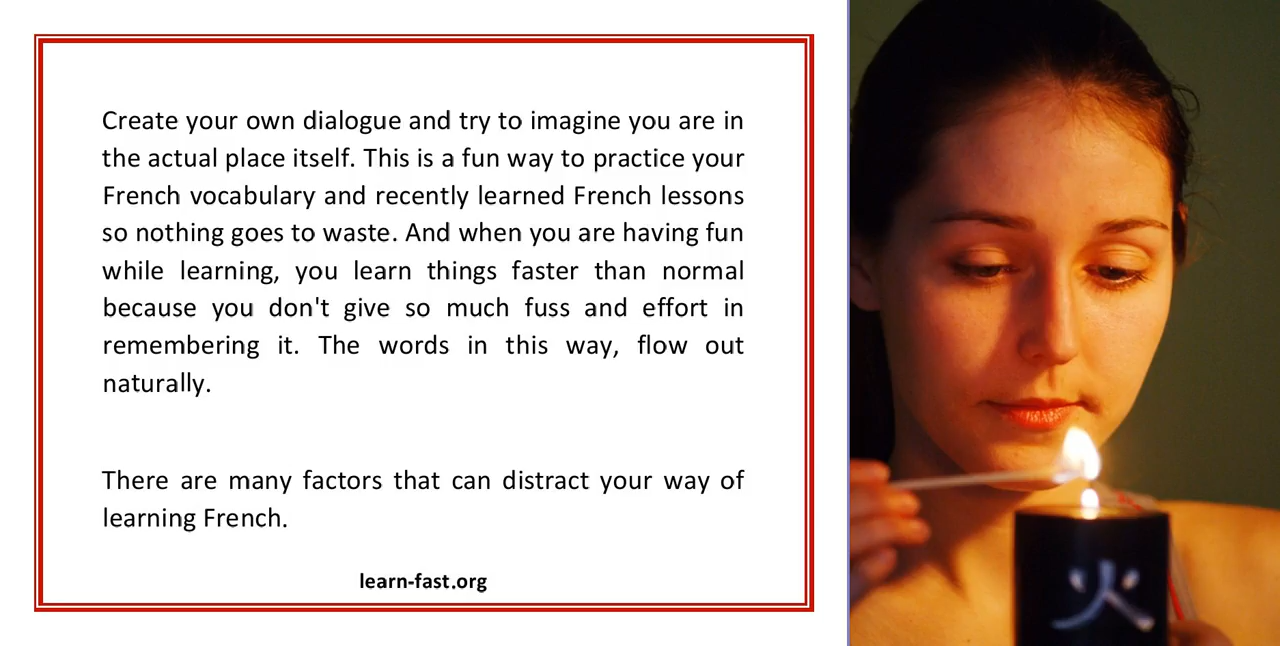 Create your own dialogue and try to imagine you are in
the actual place itself. This is a fun way to practice your
French vocabulary and recently learned French lessons
so nothing goes to waste. And when you are having fun
while learning, you learn things faster than normal
because you don't give so much fuss and effort in
remembering it. The words in this way, flow out
naturally.
There are many factors that can distract your way of
learning French.
learn-fast.org
火